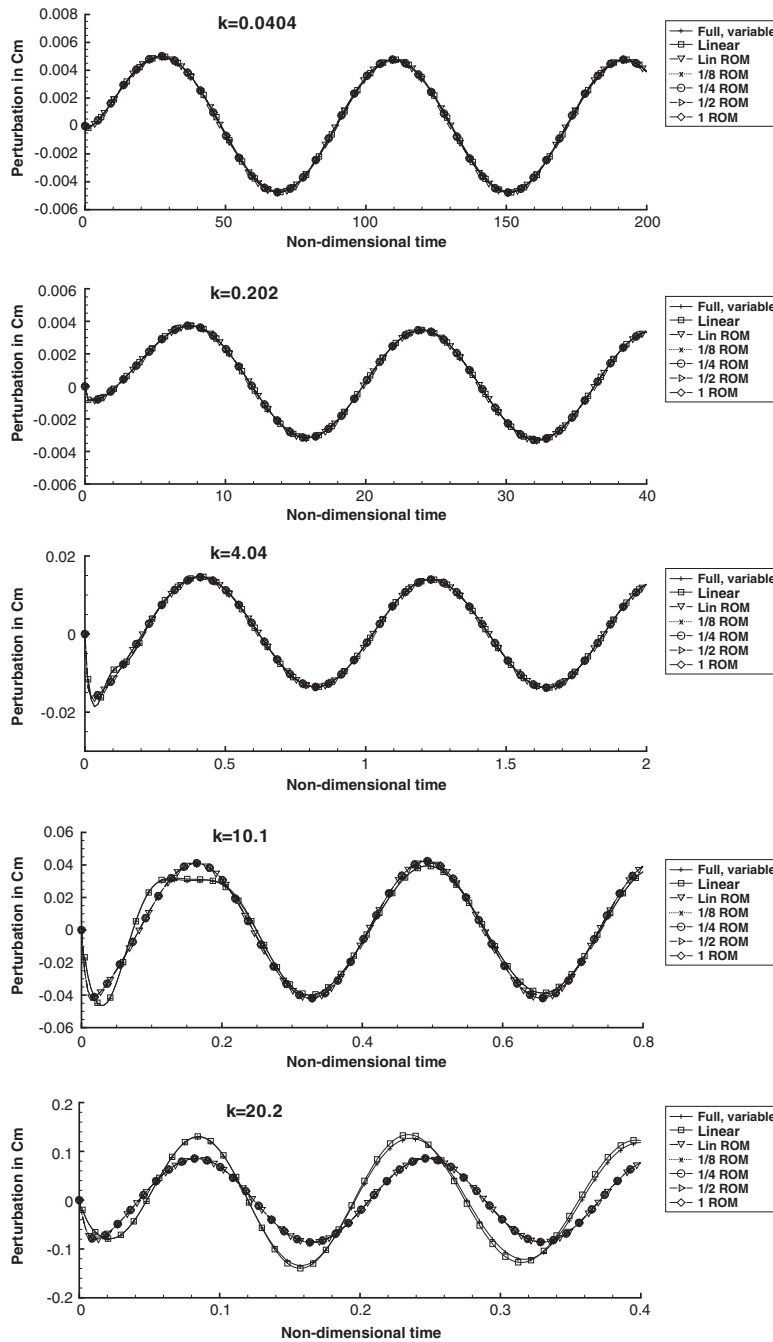 k=0.0404
Perturbation in Cm
0.008
0.006
0.004
0.002
0
-0.002
-0.004
-0.006
0
50
100
150
200
Non-dimensional time
Full, variable
Linear
Lin ROM
1/8 ROM
1/4 ROM
1/2 ROM
1 ROM
k=0.202
Perturbation in Cm
0.006
0.004
0.002
0
-0.002
-0.004
-0.006
0
10
20
30
40
Non-dimensional time
Full, variable
Linear
Lin ROM
1/8 ROM
1/4 ROM
1/2 ROM
1 ROM
k=4.04
Perturbation in Cm
0.02
0
-0.02
0
0.5
1
1.5
2
Non-dimensional time
Full, variable
Linear
Lin ROM
1/8 ROM
1/4 ROM
1/2 ROM
1 ROM
k=10.1
Perturbation in Cm
0.06
0.04
0.02
0
-0.02
-0.04
-0.06
0
0.2
0.4
0.6
0.8
Non-dimensional time
Full, variable
Linear
Lin ROM
1/8 ROM
1/4 ROM
1/2 ROM
1 ROM
k=20.2
Perturbation in Cm
0.2
0.1
0
-0.1
-0.2
0
0.1
0.2
0.3
0.4
Non-dimensional time
Full, variable
Linear
Lin ROM
1/8 ROM
1/4 ROM
1/2 ROM
1 ROM